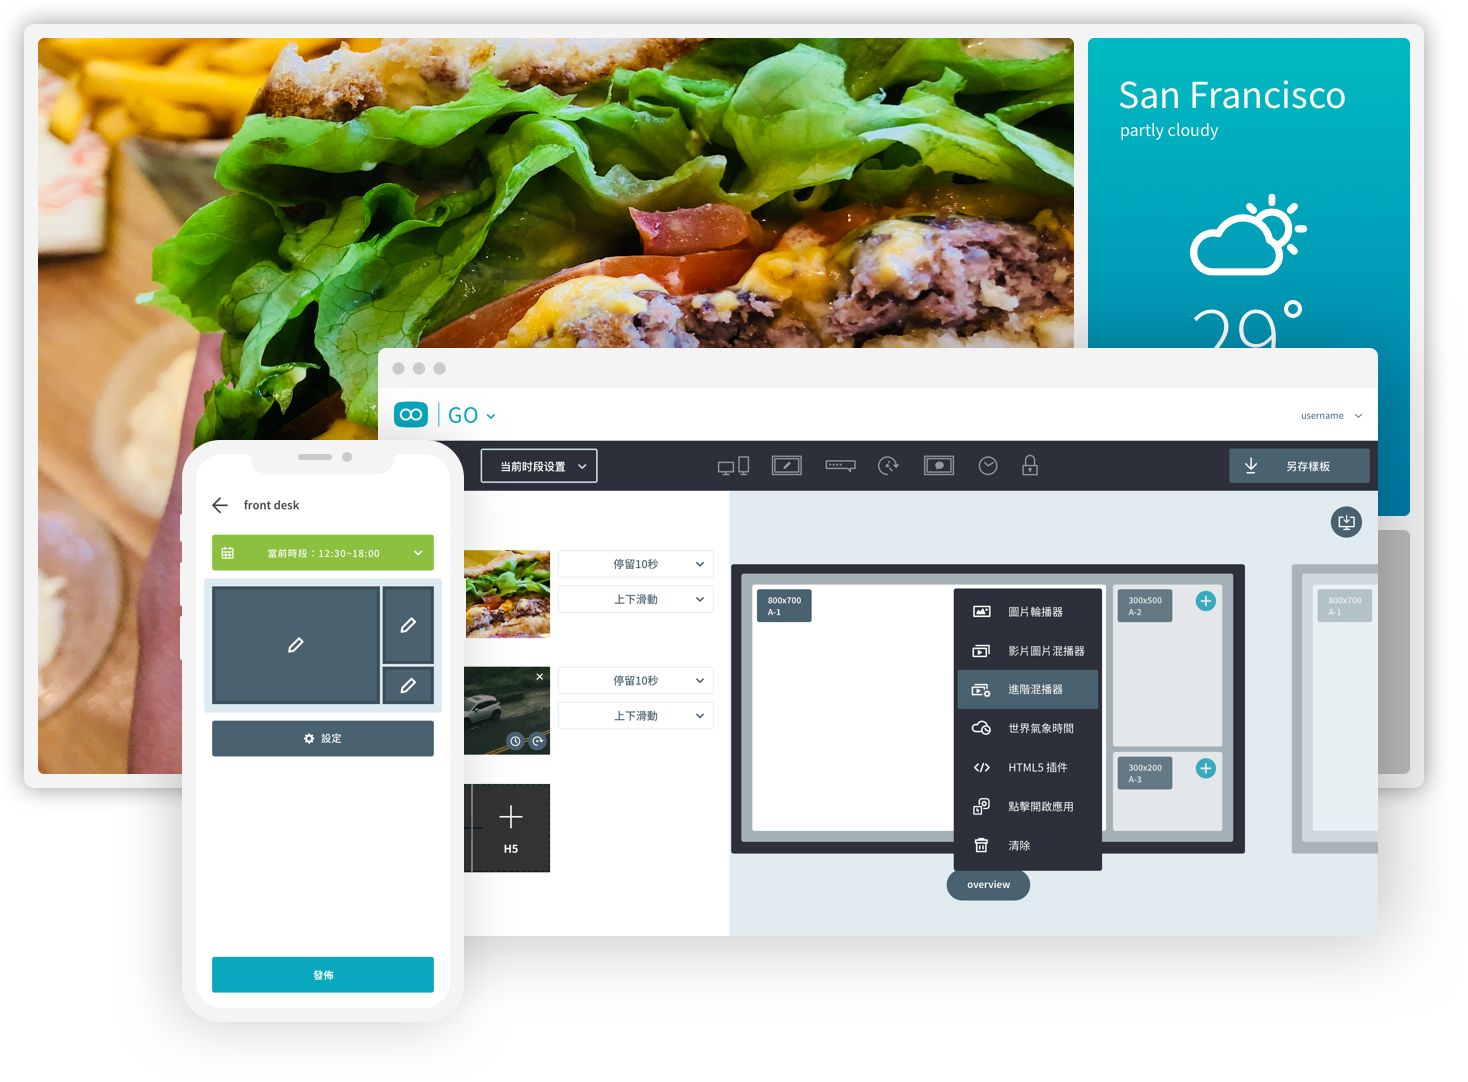 San Francisco
partly cloudy
29°
GO
username
当前时段设置
另存樣板
front desk
當前時段：12:30~18:00
設定
發佈
停留10秒
上下滑動
停留10秒
上下滑動
H5
800x700
A-1
圖片輪播器
影片圖片混播器
進階混播器
世界氣象時間
HTML5 插件
點擊開啟應用
清除
300x500
A-2
300x200
A-3
800x700
A-1
overview